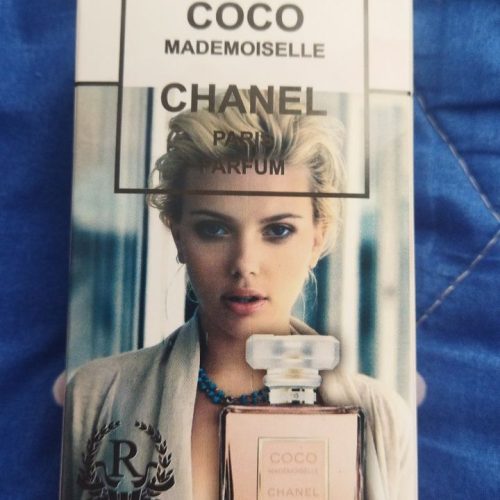 COCO
MADEMOISELLE
CHANEL
PARIS
PARFUM
COCO
MADEMOISELLE
CHANEL
R